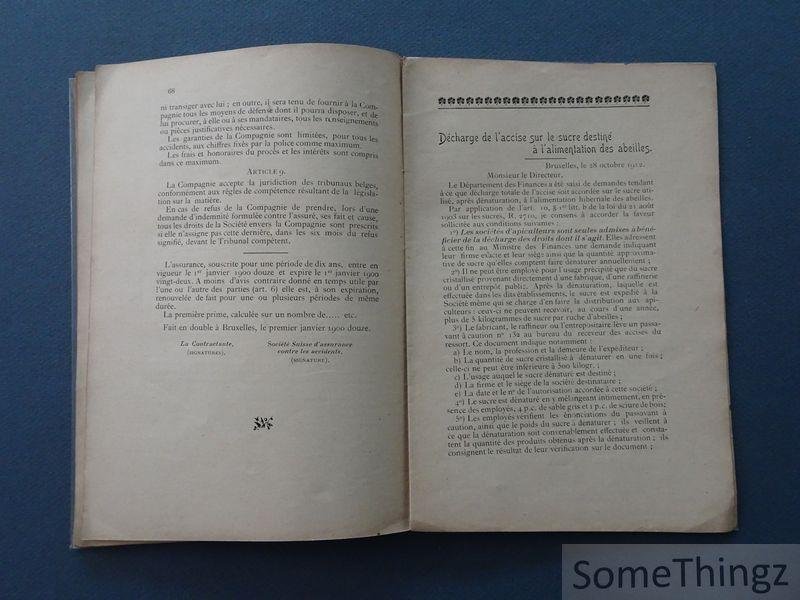 68
ni transiger avec lui ; en outre, il sera tenu de fournir à la Com-
pagnie tous les moyens de défense dont il pourra disposer, et de
lui procurer, à elle ou à ses mandataires, tous les renseignements
ou pièces justificatives nécessaires.
Les garanties de la Compagnie sont limitées, pour tous les
accidents, aux chiffres fixés par la police comme maximum.
Les frais et honoraires du procès et les intérêts sont compris
dans ce maximum.
ARTICLE 9.
La Compagnie accepte la juridiction des tribunaux belges,
conformément aux règles de compétence résultant de la législa-
tion sur la matière.
En cas de refus de la Compagnie de prendre, lors d'une
demande d'indemnité formulée contre l'assuré, ses fait et cause,
tous les droits de la Société envers la Compagnie sont prescrits
si elle n'assigne pas cette dernière, dans les six mois du refus
signifié, devant le Tribunal compétent.
L'assurance, souscrite pour une période de dix ans, entre en
vigueur le 1er janvier 1900 douze et expire le 1er janvier 1900
vingt-deux. A moins d'avis contraire donné en temps utile par
l'une ou l'autre des parties (art. 6) elle est, à son expiration,
renouvelée de fait pour une ou plusieurs périodes de même
durée.
La première prime, calculée sur un nombre de..... etc.
Fait en double à Bruxelles, le premier janvier 1900 douze.
La Contractante,
(SIGNATURES).
Société Suisse d'assurance
contre les accidents,
(SIGNATURE).
Décharge de l'accise sur le sucre destiné
à l'alimentation des abeilles.
Bruxelles, le 28 octobre 1912.
Monsieur le Directeur,
Le Département des Finances a été saisi de demandes tendant
à ce que décharge totale de l'accise soit accordée sur le sucre uti-
lisé, après dénaturation, à l'alimentation hibernale des abeilles.
Par application de l'art. 10, § 1er litt. b de la loi du 21 août
1903 sur les sucres, R. 2710, je consens à accorder la faveur
sollicitée aux conditions suivantes :
1°) Les sociétés d'apiculteurs sont seules admises à béné-
ficier de la décharge des droits dont il s'agit. Elles adressent
à cette fin au Ministre des Finances une demande indiquant
leur firme exacte et leur siège ainsi que la quantité approxima-
tive de sucre qu'elles comptent faire dénaturer annuellement ;
2°) Il ne peut être employé pour l'usage précipité que du sucre
cristallisé provenant directement d'une fabrique, d'une raffinerie
ou d'un entrepôt public. Après la dénaturation, laquelle est
effectuée dans dits établissements, le sucre est expédié à la
Société même qui se charge d'en faire la distribution aux api-
culteurs : ceux-ci ne peuvent recevoir, au cours d'une année,
plus de 5 kilogrammes de sucre par ruche d'abeilles ;
3°) Le fabricant, le raffineur ou l'entrepositaire lève un passa-
vant à caution n° 132 au bureau du receveur des accises du
ressort. Ce document indique notamment :
a) Le nom, la profession et la demeure de l'expéditeur ;
b) La quantité de sucre cristallisé à dénaturer en une fois ;
celle-ci ne peut être inférieure à 500 kilogr. ;
c) L'usage auquel le sucre dénaturé est destiné ;
d) La firme et le siège de la société destinataire ;
e) La date et le n° de l'autorisation accordée à cette société ;
4°) Le sucre est dénaturé en y mélangeant intimement, en pré-
sence des employés, 4 p.c. de sable gris et 1 p.c. de sciure de bois;
5°) Les employés vérifient les énonciations du passavant à
caution, ainsi que le poids du sucre à dénaturer ; ils veillent à
ce que la dénaturation soit convenablement effectuée et consta-
tent la quantité des produits obtenus après la dénaturation ; ils
consignent le résultat de leur vérification sur le document ;
SomeThingz